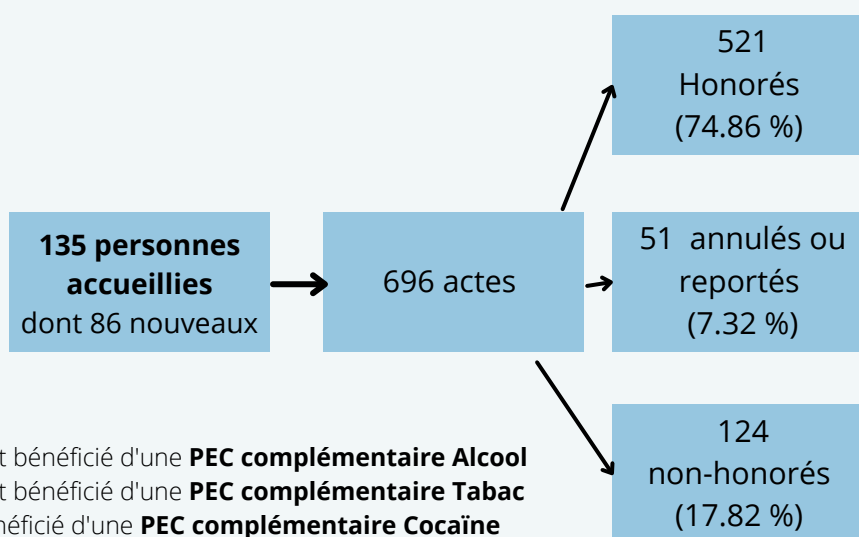 521
Honorés
(74.86 %)
135 personnes
accueillies
dont 86 nouveaux
696 actes
51 annulés ou
reportés
(7.32 %)
124
non-honorés
(17.82 %)
bénéficié d'une PEC complémentaire Alcool
bénéficié d'une PEC complémentaire Tabac
d'une PEC complémentaire Cocaïne